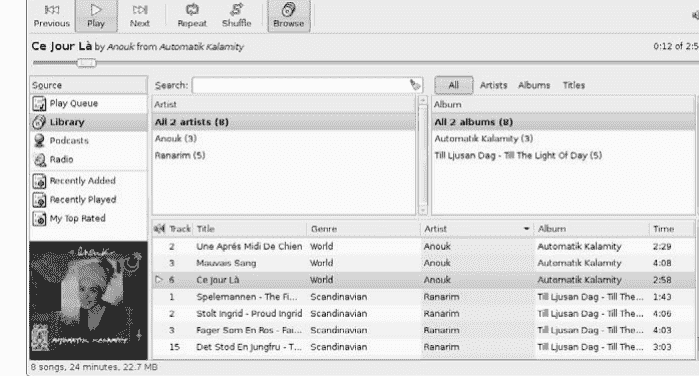 Previous Play Next Repeat Shuffle Browse
Ce Jour Là by Anouk from Automatik Kalamity 0:12 of 2:5
Source Search: All Artists Albums Titles
Play Queue Artist Album
Library All 2 artists (8) All 2 albums (8)
Podcasts Anouk (3) Automatik Kalamity (3)
Radio Ranarim (5) Till Ljusan Dag - Till The Light Of Day (5)
Recently Added
Recently Played
My Top Rated
Track Title Genre Artist Album Time
2 Une Aprés Midi De Chien World Anouk Automatik Kalamity 2:29
3 Mauvais Sang World Anouk Automatik Kalamity 4:08
6 Ce Jour Là World Anouk Automatik Kalamity 2:58
1 Spelemannen - The Fi... Scandinavian Ranarim Till Ljusan Dag - Till The... 1:43
2 Stolt Ingrid - Proud Ingrid Scandinavian Ranarim Till Ljusan Dag - Till The... 4:06
3 Fager Som En Ros - Fai... Scandinavian Ranarim Till Ljusan Dag - Till The... 4:03
15 Det Stod En Jungfru - T... Scandinavian Ranarim Till Ljusan Dag - Till The... 3:03
anouk
automatik kalamity
8 songs, 24 minutes, 22.7 MB